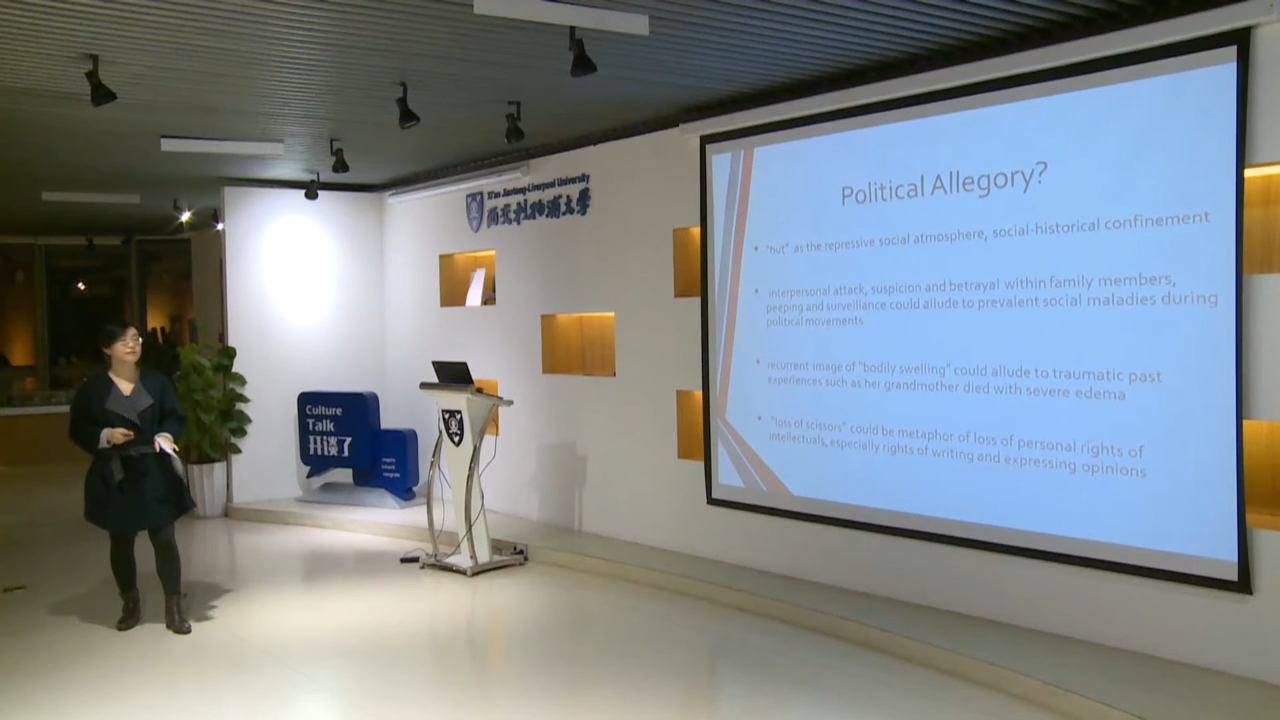 Xi'an Jiaotong-Liverpool University
西交利物浦大学
Culture
Talk
开谈了
Political Allegory?
• "hut" as the repressive social atmosphere, social-historical confinement
• interpersonal attack, suspicion and betrayal within family members,
peeping and surveillance could allude to prevalent social maladies during
political movements
• recurrent image of "bodily swelling" could allude to traumatic past
experiences such as her grandmother died with severe edema
• "loss of scissors" could be metaphor of loss of personal rights of
intellectuals, especially rights of writing and expressing opinions